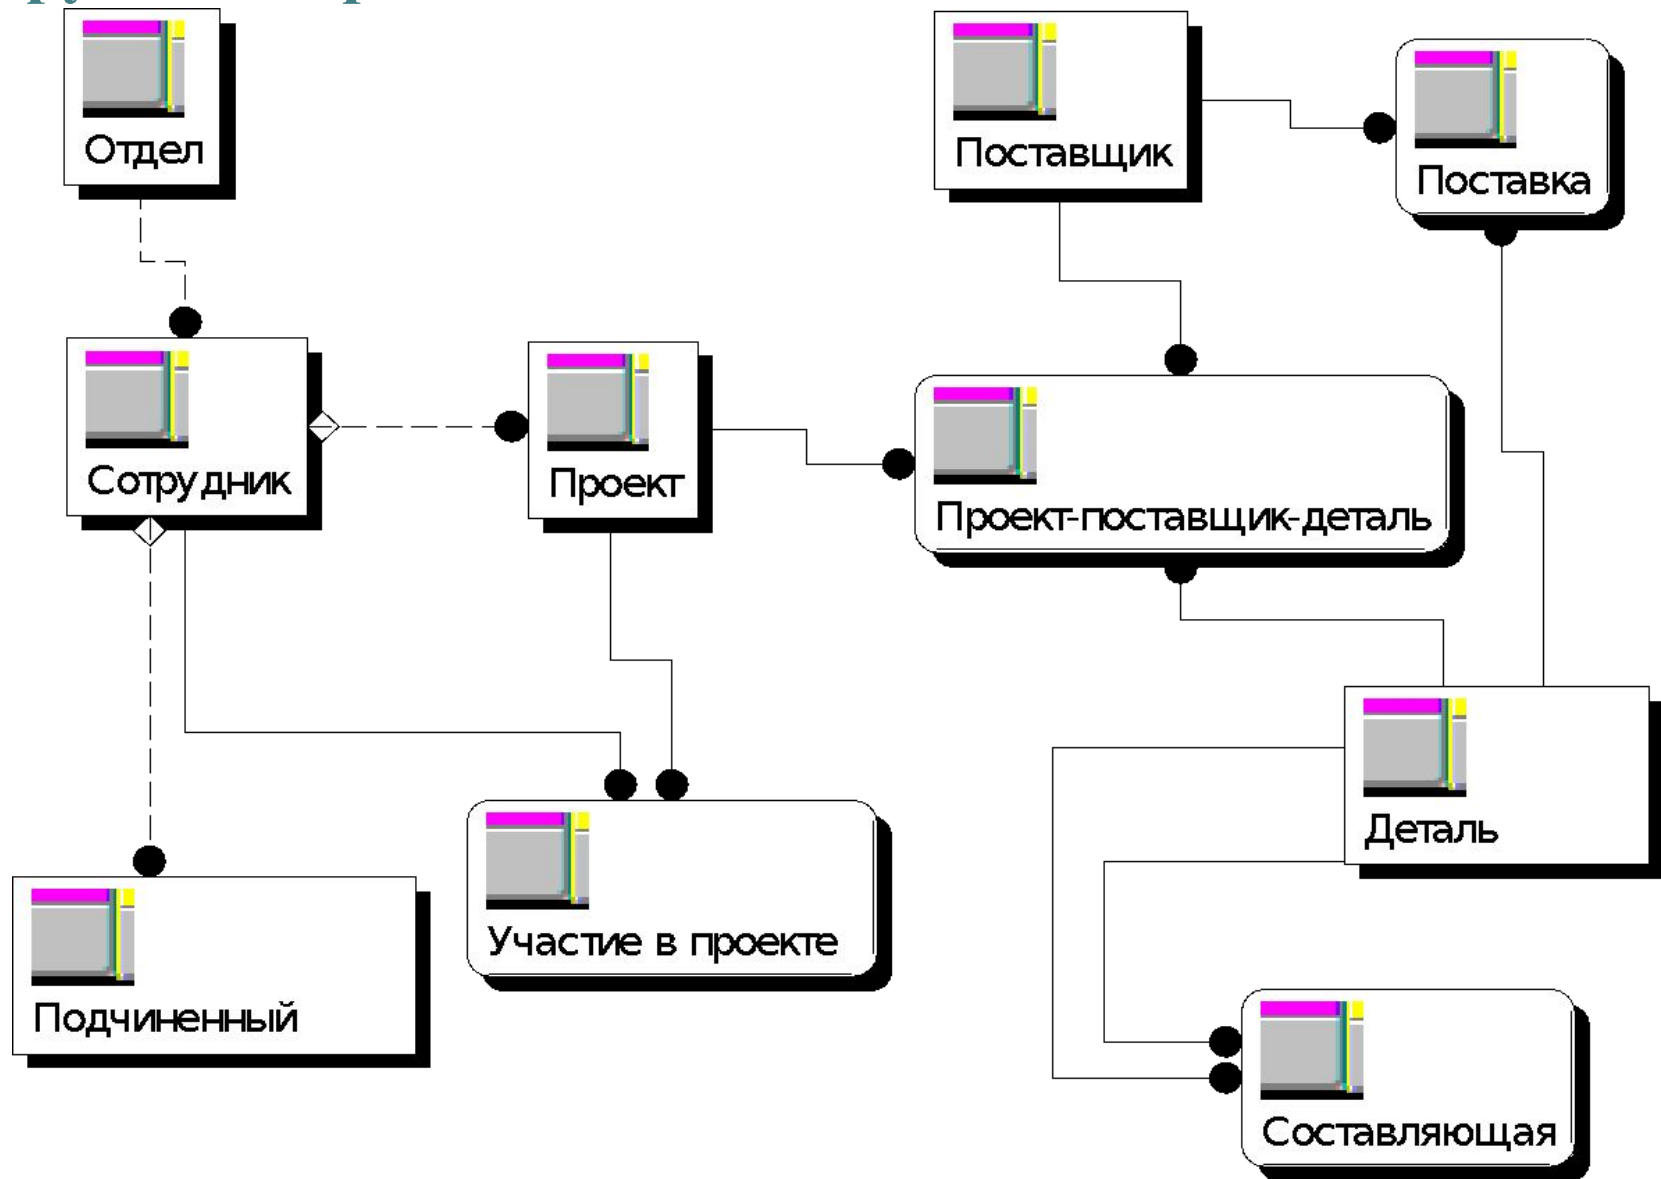 Отдел
Поставщик
Поставка
Сотрудник
Проект
Проект-поставщик-деталь
Деталь
Участие в проекте
Подчиненный
Составляющая